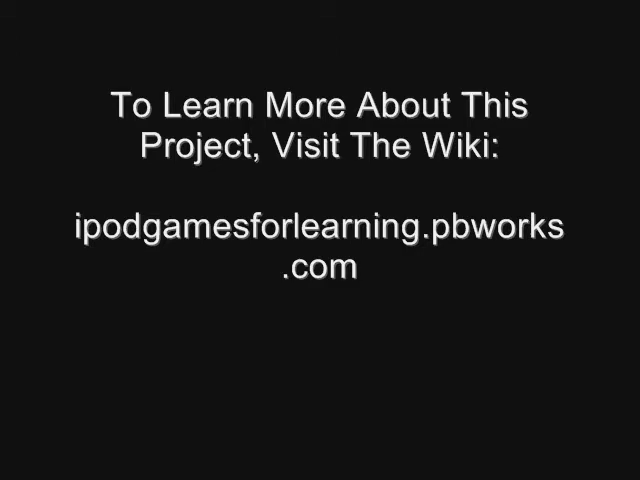 To Learn More About This
Project, Visit The Wiki:
ipodgamesforlearning.pbworks
.com